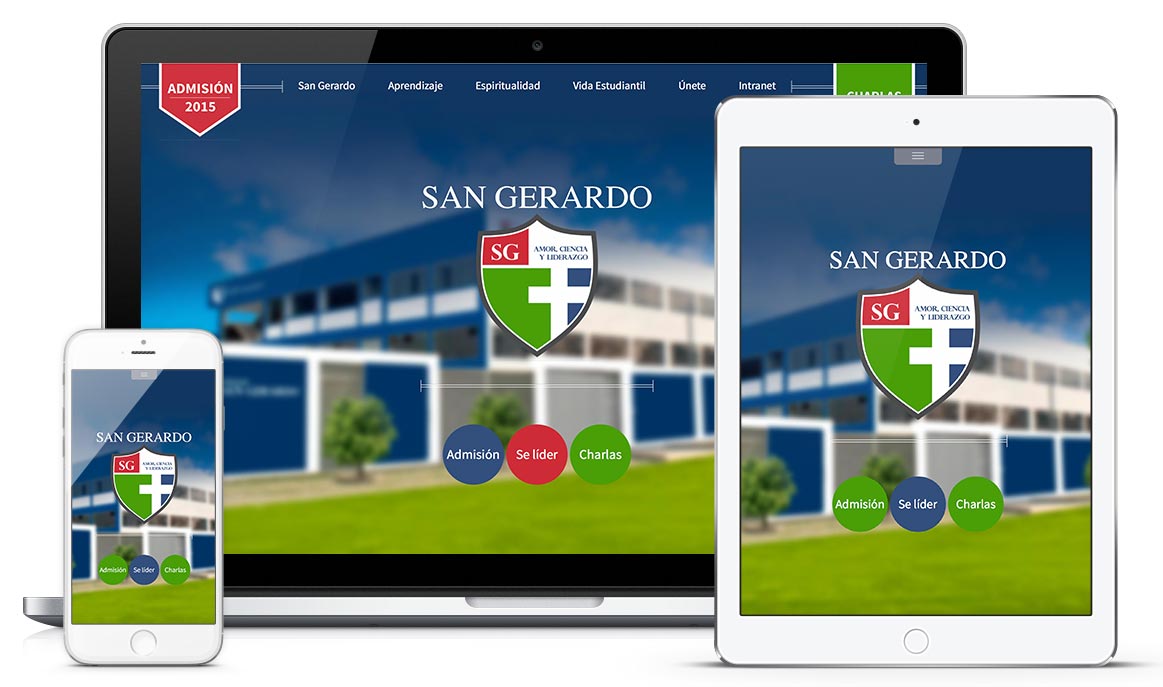 ADMISIÓN
2015
San Gerardo Aprendizaje Espiritualidad Vida Estudiantil Únete Intranet
CHARLAS
SAN GERARDO
SG
AMOR, CIENCIA
Y LIDERAZGO
Admisión Se líder Charlas
SAN GERARDO
SG
AMOR, CIENCIA
Y LIDERAZGO
Admisión Se líder Charlas
SAN GERARDO
SG
AMOR, CIENCIA
Y LIDERAZGO
Admisión Se líder Charlas